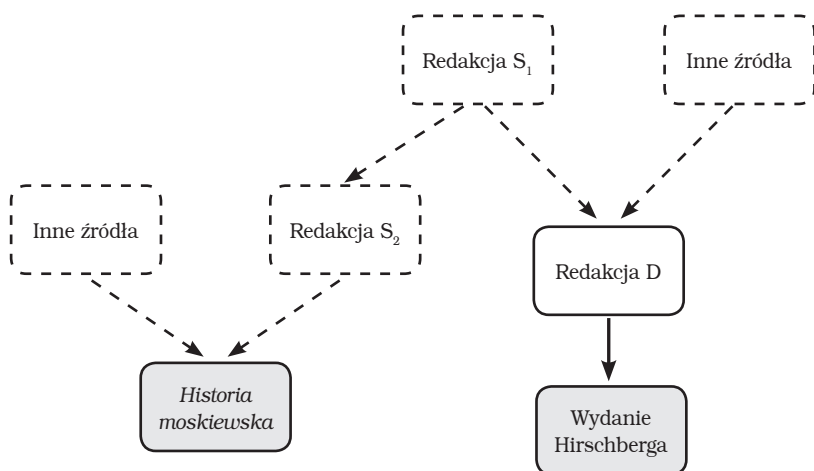 Redakcja S₁
Inne źródła
Inne źródła
Redakcja S₂
Redakcja D
Historia
moskiewska
Wydanie
Hirschberga